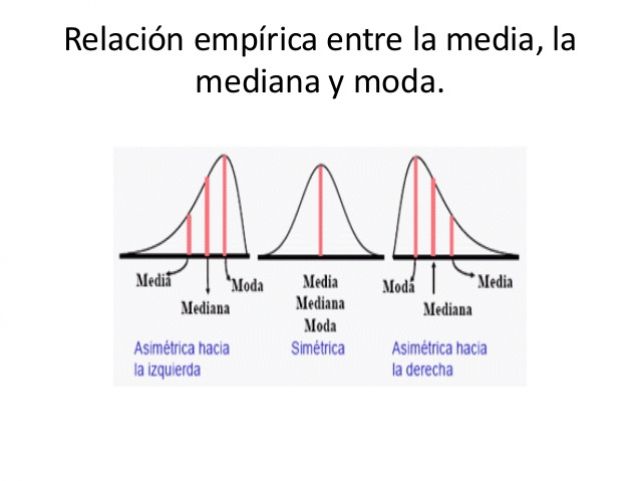 Relación empírica entre la media, la
mediana y moda.
Media
Mediana
Moda
Asimétrica hacia
la izquierda
Media
Mediana
Moda
Simétrica
Moda
Mediana
Media
Asimétrica hacia
la derecha